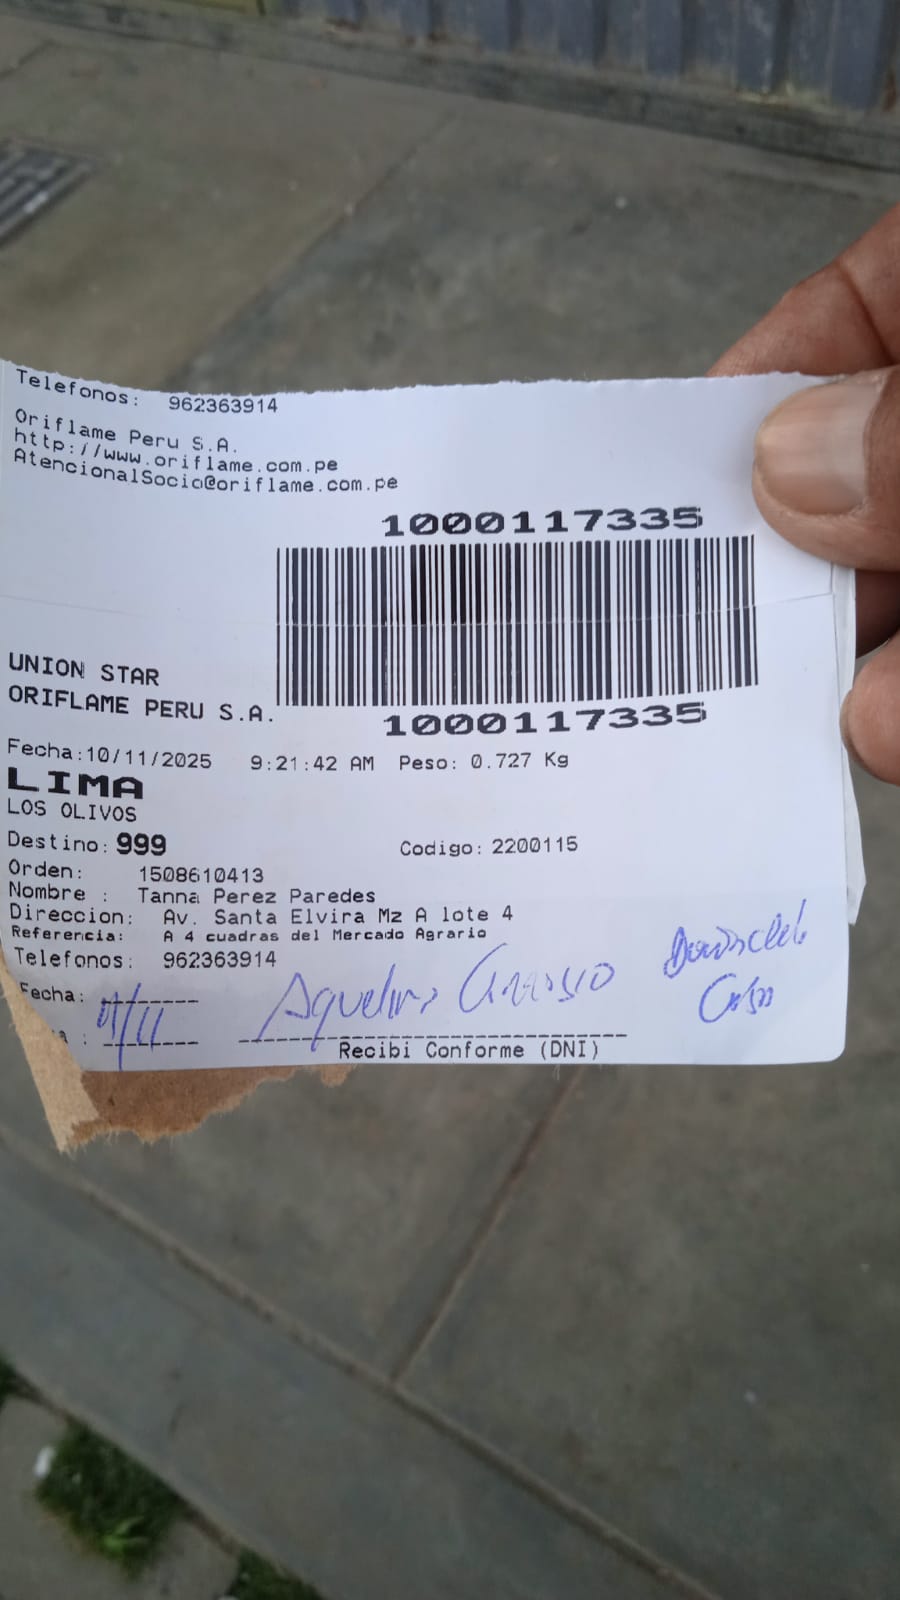 Telefonos: 962363914
Oriflame Peru S.A.
http://www.oriflame.com.pe
AtencionalSocio@oriflame.com.pe
1000117335
UNION STAR
ORIFLAME PERU S.A.
1000117335
Fecha:10/11/2025 9:21:42 AM Peso: 0.727 Kg
LIMA
LOS OLIVOS
Destino: 999 Codigo: 2200115
Orden: 1508610413
Nombre : Tanna Perez Paredes
Direccion: Av. Santa Elvira Mz A lote 4
Referencia: A 4 cuadras del Mercado Agrario
Telefonos: 962363914
Fecha:
Recibi Conforme (DNI)